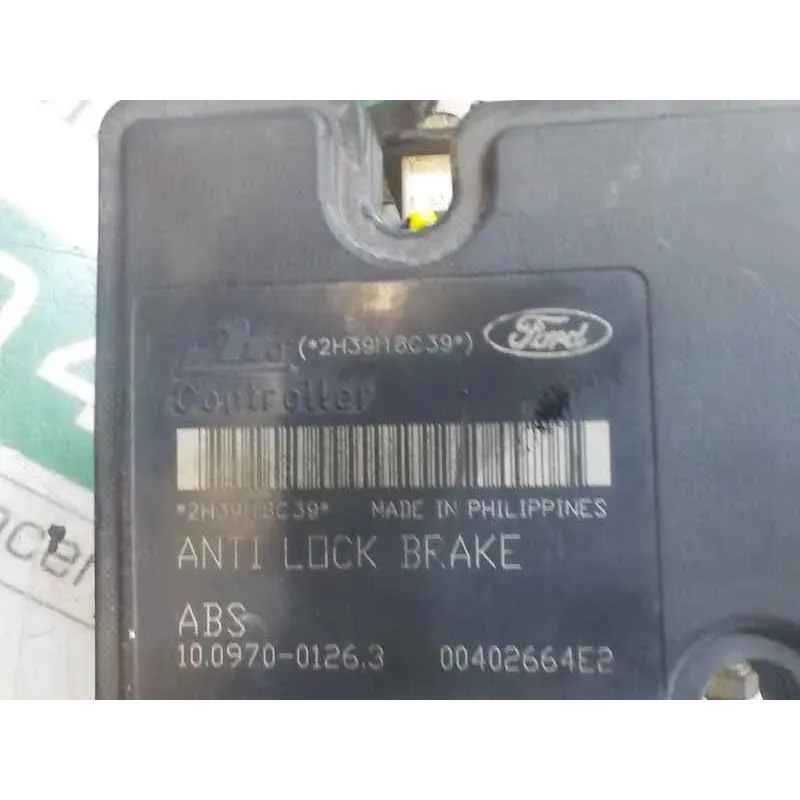 (*2H39118C39*) Ford
Controller
*2H39118C39* MADE IN PHILIPPINES
ANTI LOCK BRAKE
ABS
10.0970-0126.3 00402664E2